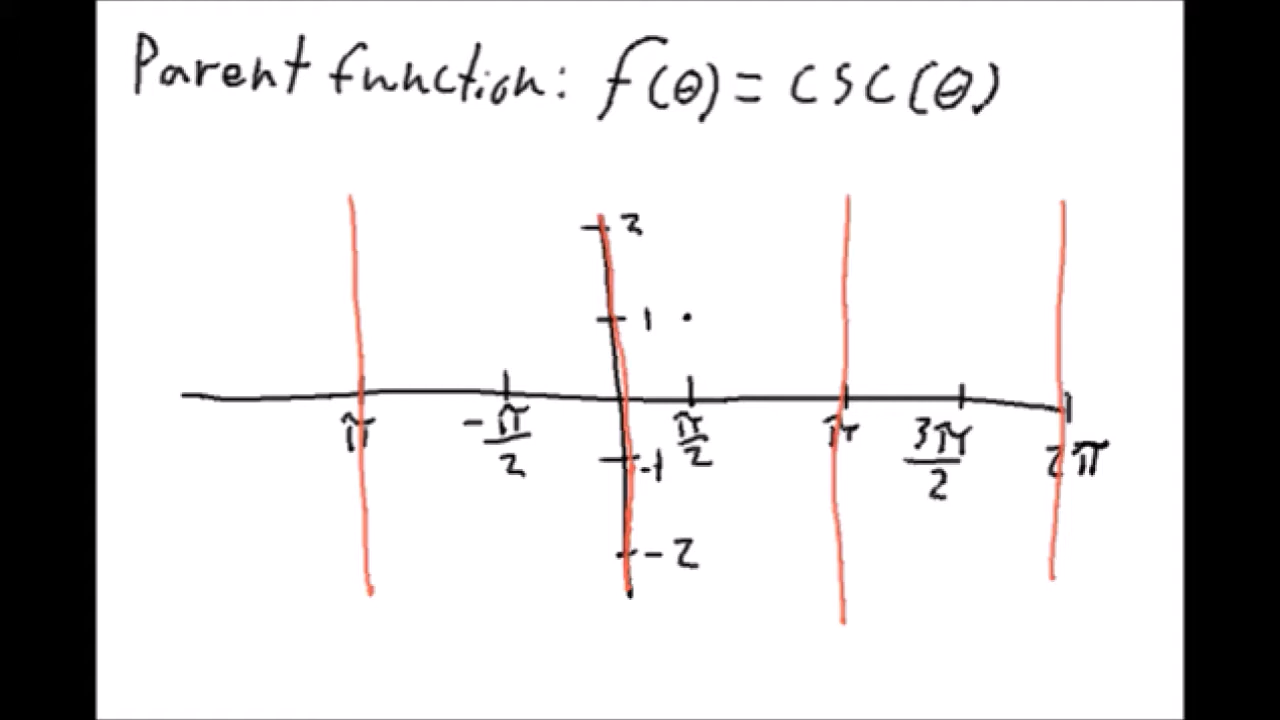 Parent function: f(θ) = csc(θ)
2
1
π
-π/2
π/2
π
3π/2
2π
-1
-2